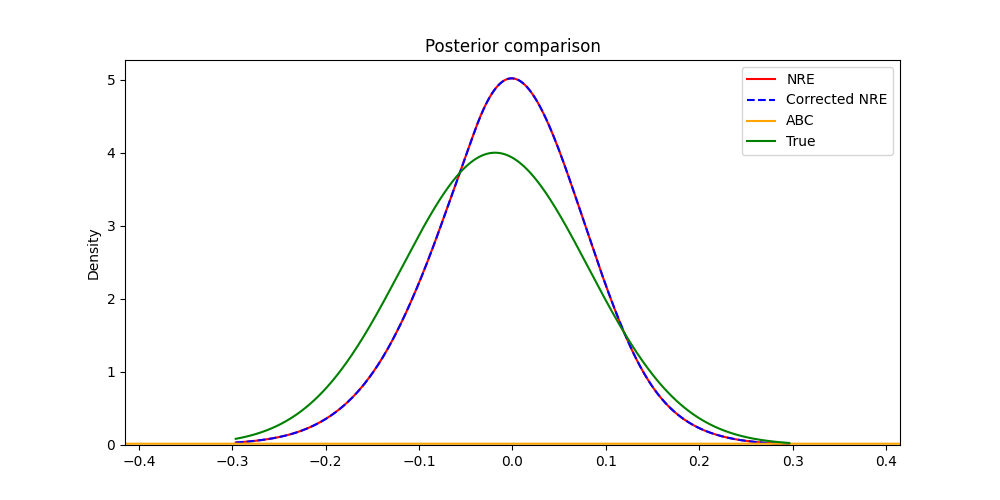 Posterior comparison
NRE
Corrected NRE
ABC
True
Density
5
4
3
2
1
0
−0.4 −0.3 −0.2 −0.1 0.0 0.1 0.2 0.3 0.4